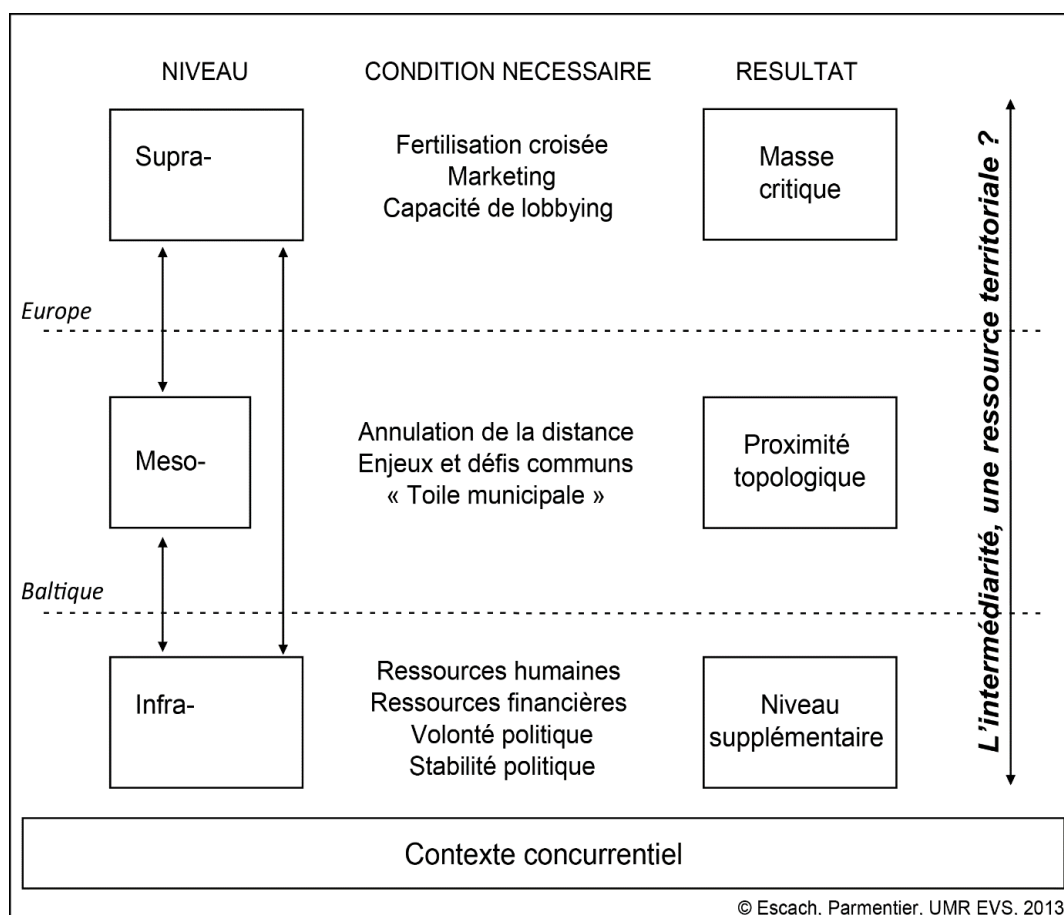 NIVEAU CONDITION NECESSAIRE RESULTAT
Supra-
Fertilisation croisée
Marketing
Capacité de lobbying
Masse
critique
Europe
Meso-
Annulation de la distance
Enjeux et défis communs
« Toile municipale »
Proximité
topologique
Baltique
Infra-
Ressources humaines
Ressources financières
Volonté politique
Stabilité politique
Niveau
supplémentaire
L'intermédiarité, une ressource territoriale ?
Contexte concurrentiel
© Escach, Parmentier, UMR EVS, 2013